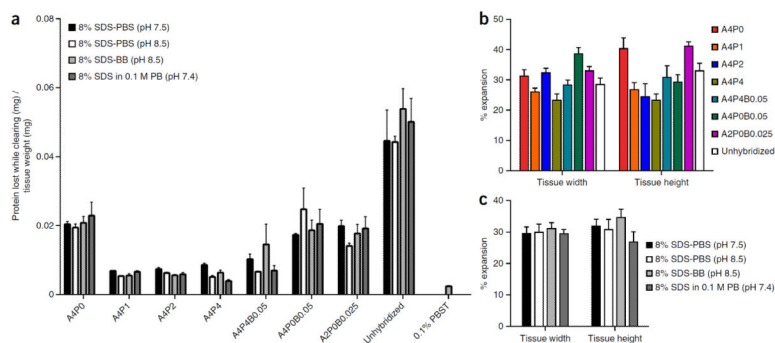 a
0.08
0.06
0.04
0.02
0
Protein lost while clearing (mg) /
tissue weight (mg)
8% SDS-PBS (pH 7.5)
8% SDS-PBS (pH 8.5)
8% SDS-BB (pH 8.5)
8% SDS in 0.1 M PB (pH 7.4)
A4P0
A4P1
A4P2
A4P4
A4P4B0.05
A4P0B0.05
A2P0B0.025
Unhybridized
0.1% PBST
b
50
40
30
20
10
0
% expansion
Tissue width
Tissue height
A4P0
A4P1
A4P2
A4P4
A4P4B0.05
A4P0B0.05
A2P0B0.025
Unhybridized
c
40
30
20
10
0
% expansion
Tissue width
Tissue height
8% SDS-PBS (pH 7.5)
8% SDS-PBS (pH 8.5)
8% SDS-BB (pH 8.5)
8% SDS in 0.1 M PB (pH 7.4)